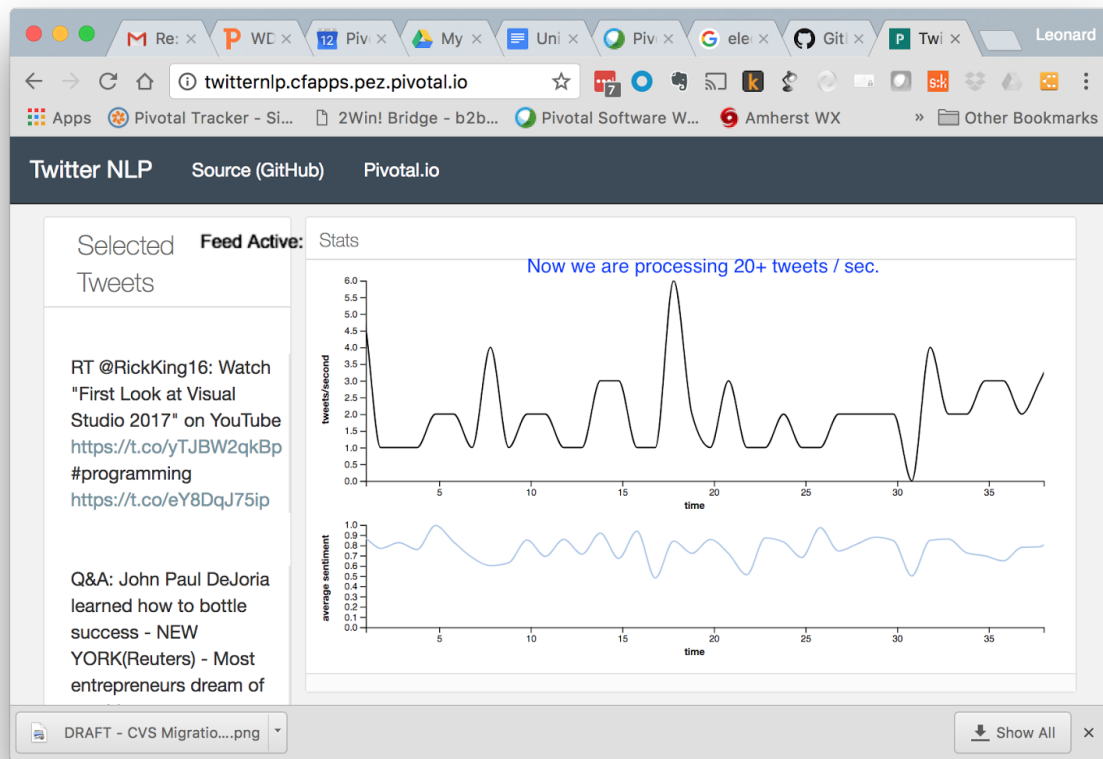 Re:
WD
12
Piv
My
Uni
Piv
ele
Git
P
Twi
Leonard
twitternlp.cfapps.pez.pivotal.io
7
k
s:k
Apps
Pivotal Tracker - Si...
2Win! Bridge - b2b...
Pivotal Software W...
Amherst WX
»
Other Bookmarks
Twitter NLP
Source (GitHub)
Pivotal.io
Selected
Tweets
Feed Active:
RT @RickKing16: Watch
"First Look at Visual
Studio 2017" on YouTube
https://t.co/yTJBW2qkBp
#programming
https://t.co/eY8DqJ75ip
Q&A: John Paul DeJoria
learned how to bottle
success - NEW
YORK(Reuters) - Most
entrepreneurs dream of
Stats
Now we are processing 20+ tweets / sec.
tweets/second
6.0
5.5
5.0
4.5
4.0
3.5
3.0
2.5
2.0
1.5
1.0
0.5
0.0
5 10 15 20 25 30 35
time
average sentiment
1.0
0.9
0.8
0.7
0.6
0.5
0.4
0.3
0.2
0.1
0.0
5 10 15 20 25 30 35
time
DRAFT - CVS Migratio....png
Show All